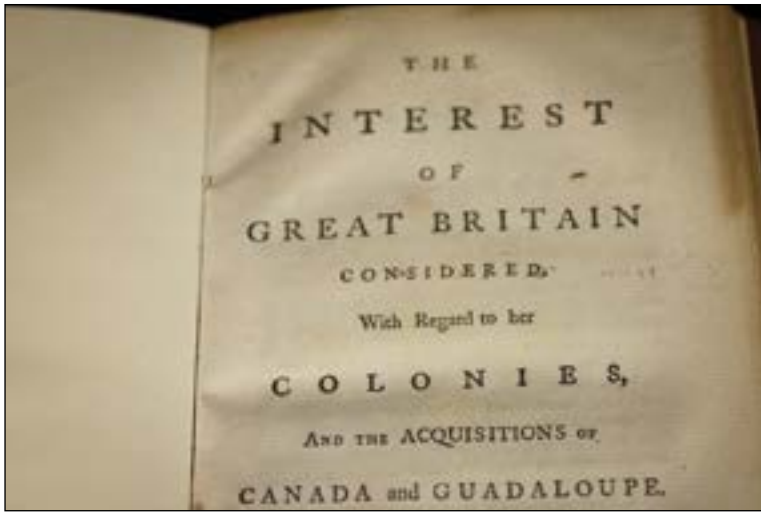 THE
INTEREST
OF
GREAT BRITAIN
CONSIDERED,
With Regard to her
COLONIES,
AND THE ACQUISITIONS OF
CANADA and GUADALOUPE.